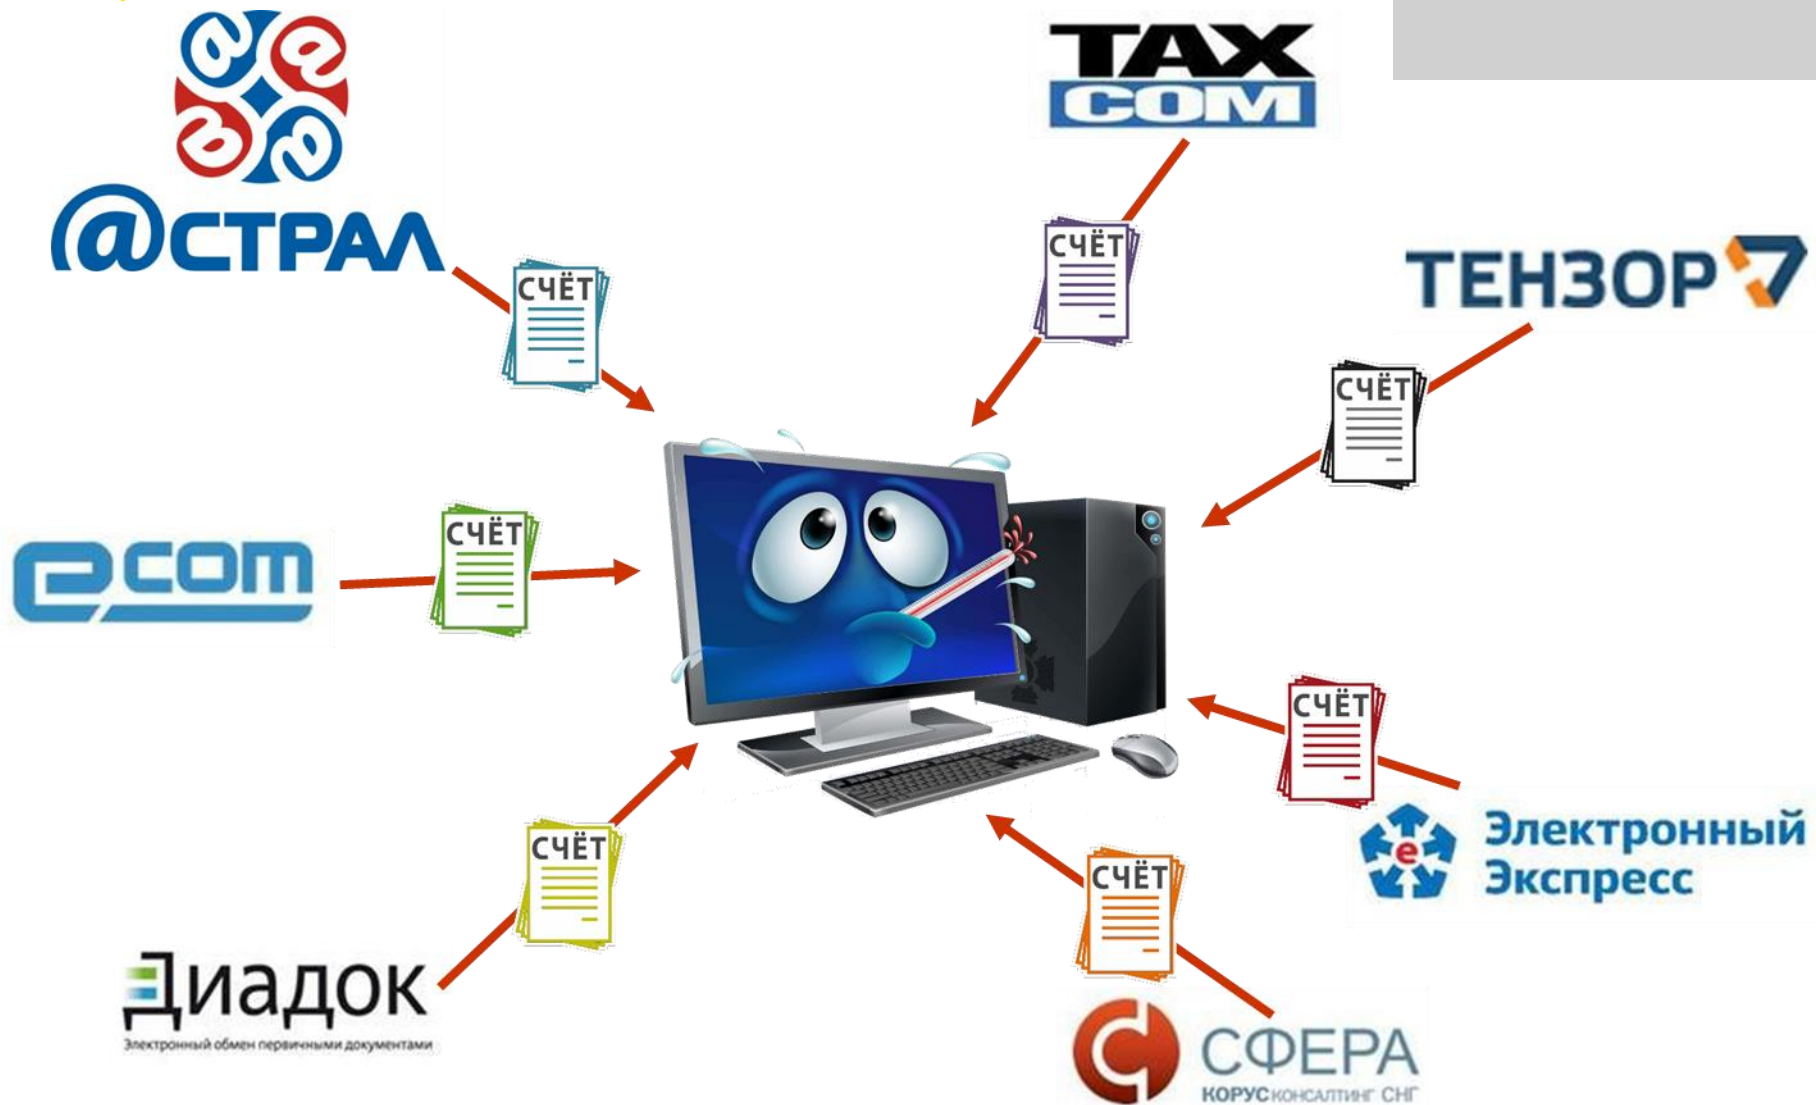 @СТРАЛ
TAX
COM
СЧЁТ
СЧЁТ
ТЕНЗОР
СЧЁТ
ecom
СЧЁТ
СЧЁТ
Электронный
Экспресс
СЧЁТ
СЧЁТ
Диадок
Электронный обмен первичными документами
СФЕРА
КОРУС КОНСАЛТИНГ СНГ